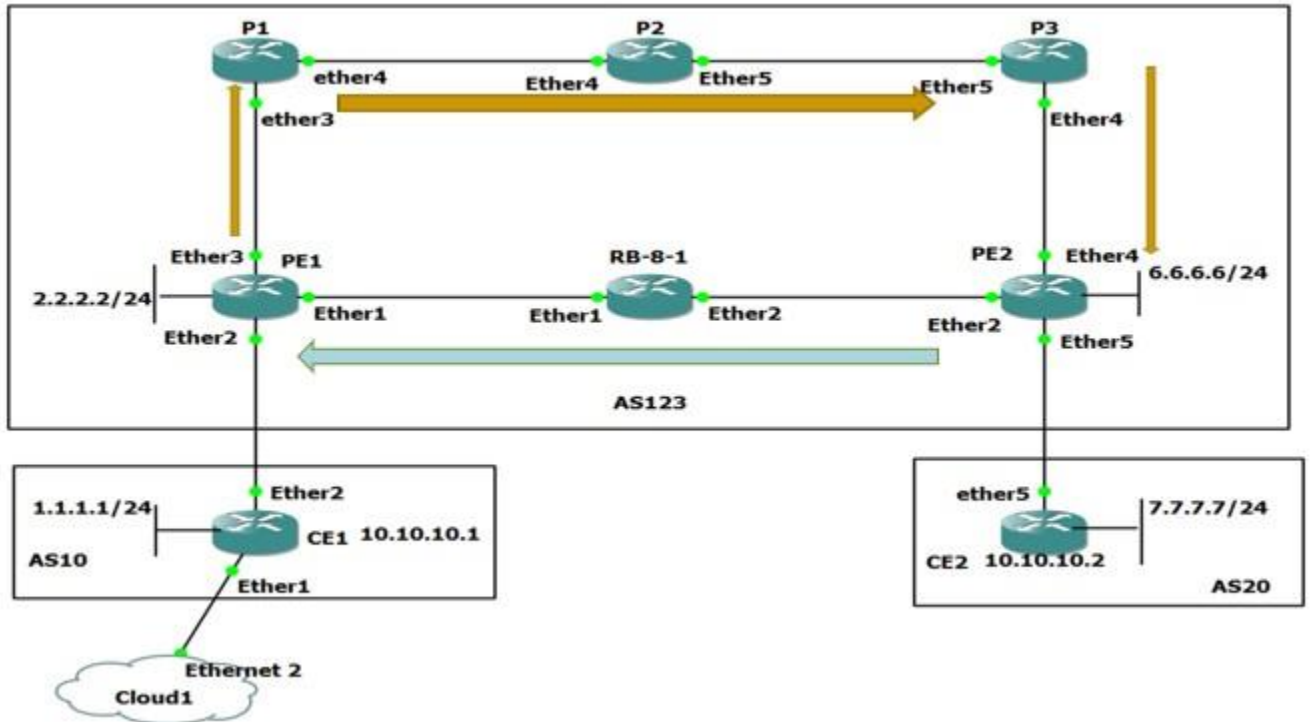 P1
P2
P3
ether4
Ether4
Ether5
Ether5
ether3
Ether4
Ether3
PE1
RB-8-1
PE2
Ether4
2.2.2.2/24
6.6.6.6/24
Ether1
Ether1
Ether2
Ether2
Ether2
Ether5
AS123
Ether2
1.1.1.1/24
CE1 10.10.10.1
AS10
Ether1
ether5
7.7.7.7/24
CE2 10.10.10.2
AS20
Ethernet 2
Cloud1